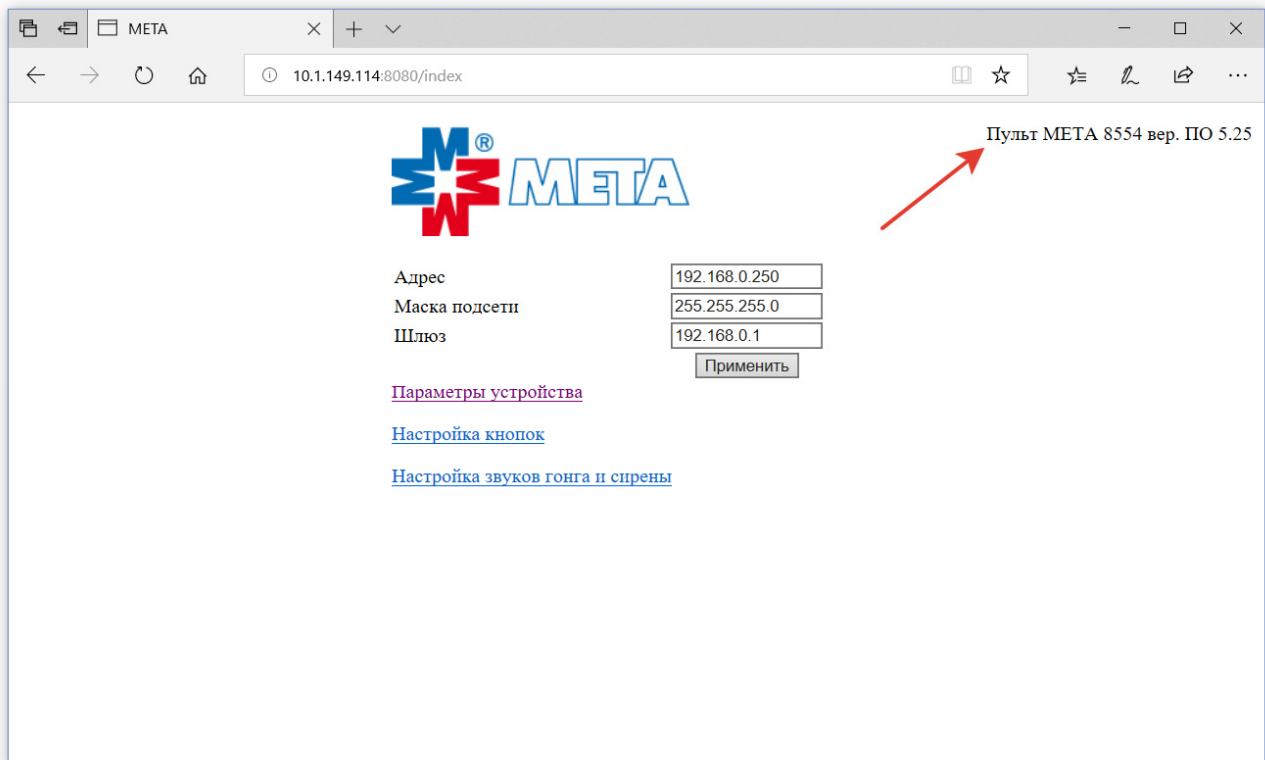 META
10.1.149.114:8080/index
Пульт МЕТА 8554 вер. ПО 5.25
® META
Адрес 192.168.0.250
Маска подсети 255.255.255.0
Шлюз 192.168.0.1
Применить
Параметры устройства
Настройка кнопок
Настройка звуков гонга и сирены